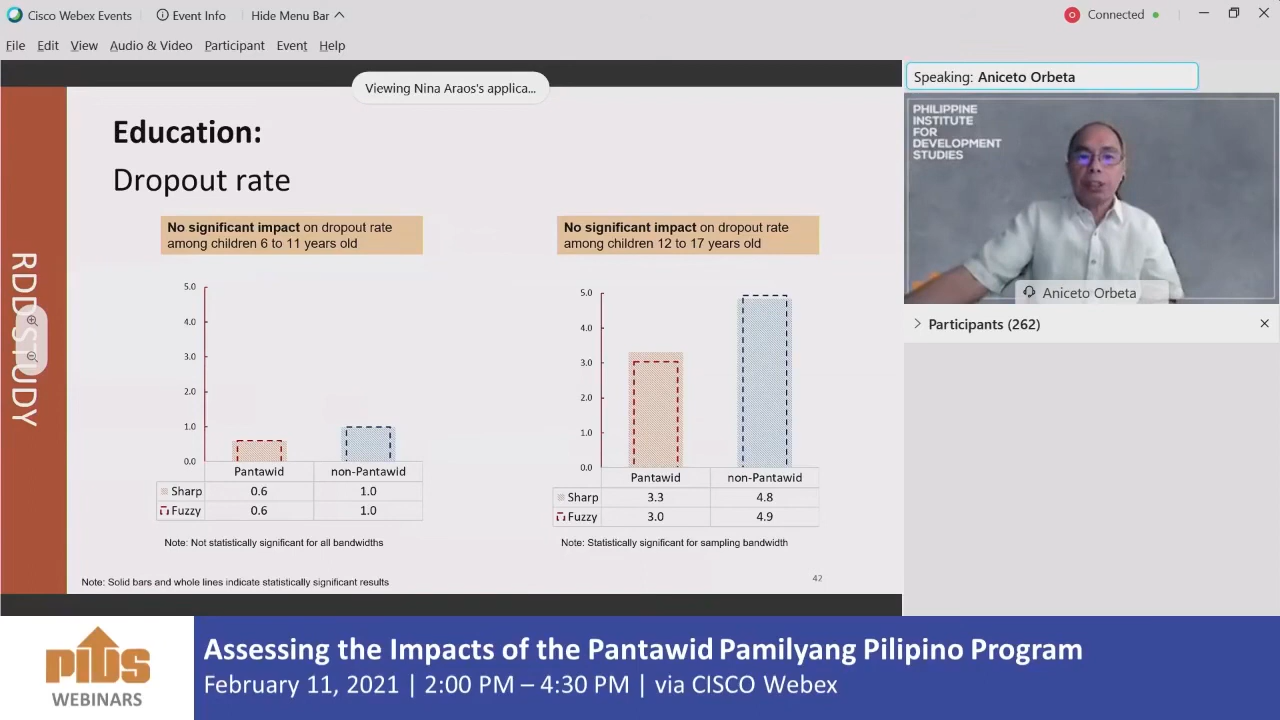 Cisco Webex Events
Event Info
Hide Menu Bar
Connected
File Edit View Audio & Video Participant Event Help
Viewing Nina Araos's applica...
Speaking: Aniceto Orbeta
PHILIPPINE
INSTITUTE
FOR
DEVELOPMENT
STUDIES
Aniceto Orbeta
Participants (262)
RDD STUDY
Education:
Dropout rate
No significant impact on dropout rate
among children 6 to 11 years old
5.0
4.0
3.0
2.0
1.0
0.0
Pantawid non-Pantawid
Sharp 0.6 1.0
Fuzzy 0.6 1.0
Note: Not statistically significant for all bandwidths
No significant impact on dropout rate
among children 12 to 17 years old
5.0
4.0
3.0
2.0
1.0
0.0
Pantawid non-Pantawid
Sharp 3.3 4.8
Fuzzy 3.0 4.9
Note: Statistically significant for sampling bandwidth
Note: Solid bars and whole lines indicate statistically significant results
42
PIDS
WEBINARS
Assessing the Impacts of the Pantawid Pamilyang Pilipino Program
February 11, 2021 | 2:00 PM – 4:30 PM | via CISCO Webex